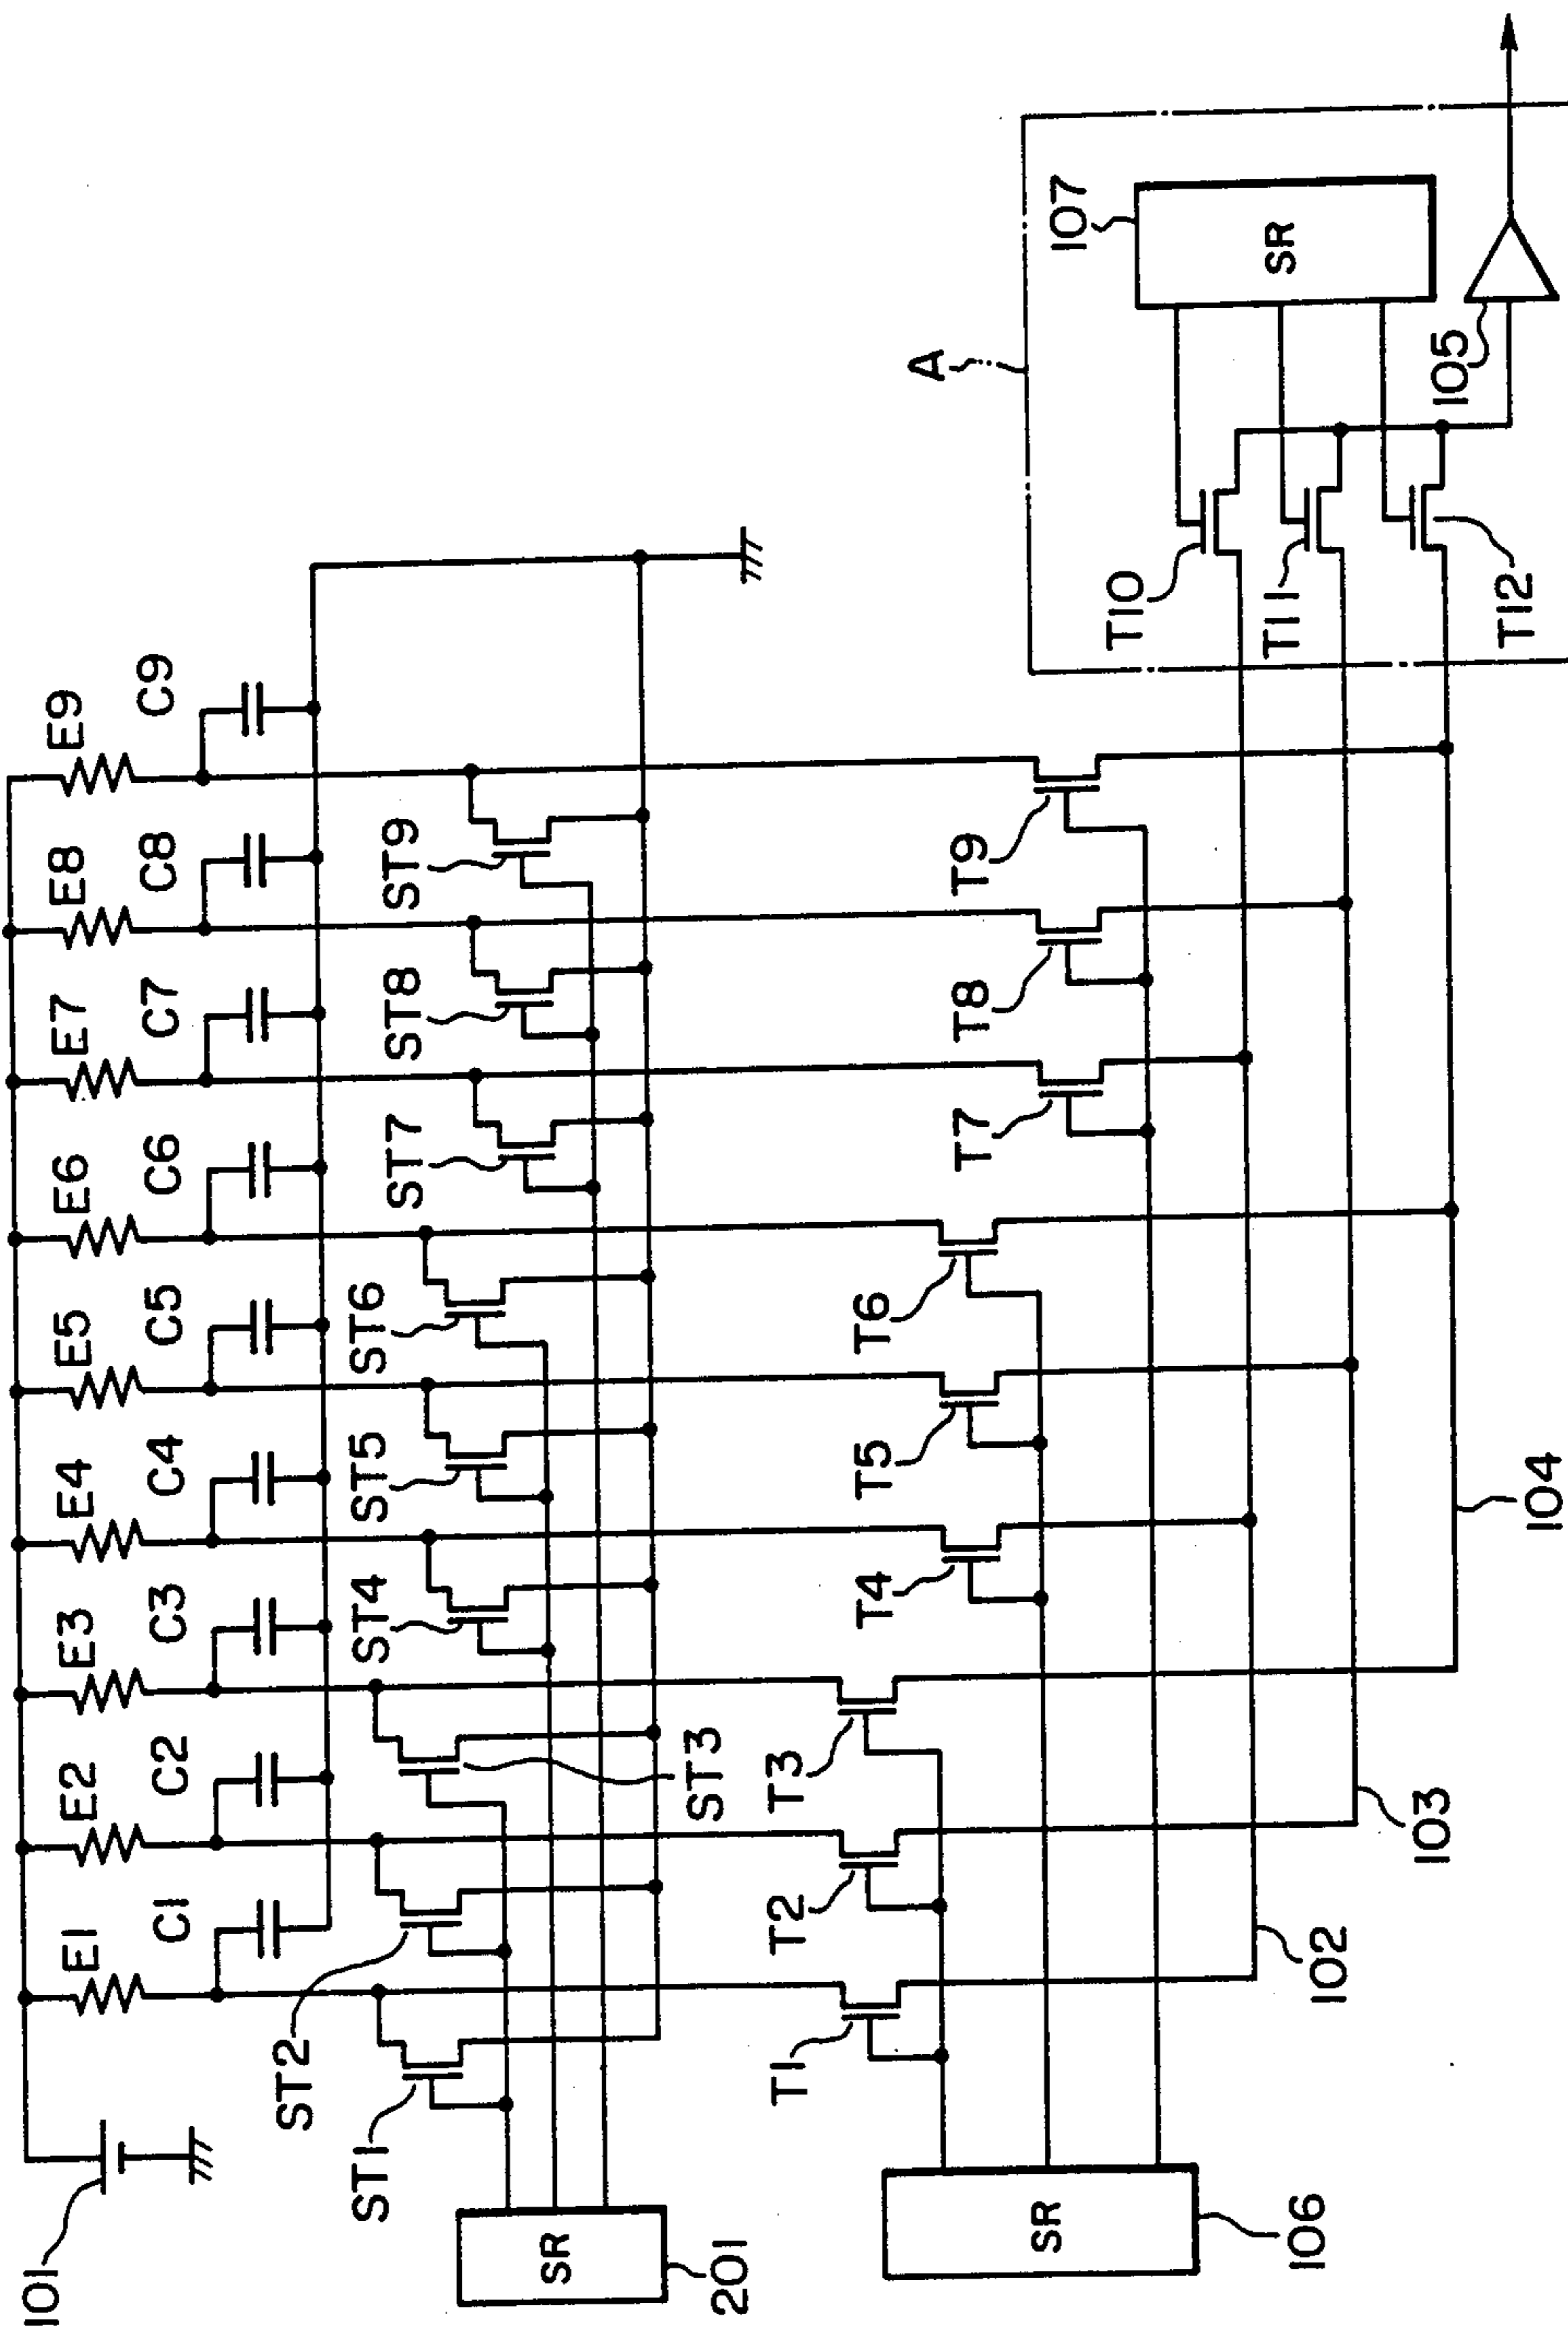 101
E1
E2
E3
E4
E5
E6
E7
E8
E9
C1
C2
C3
C4
C5
C6
C7
C8
C9
ST1
ST2
ST3
ST4
ST5
ST6
ST7
ST8
ST9
SR
201
T1
T2
T3
T4
T5
T6
T7
T8
T9
SR
106
102
103
104
A
T10
T11
T12
107
SR
105